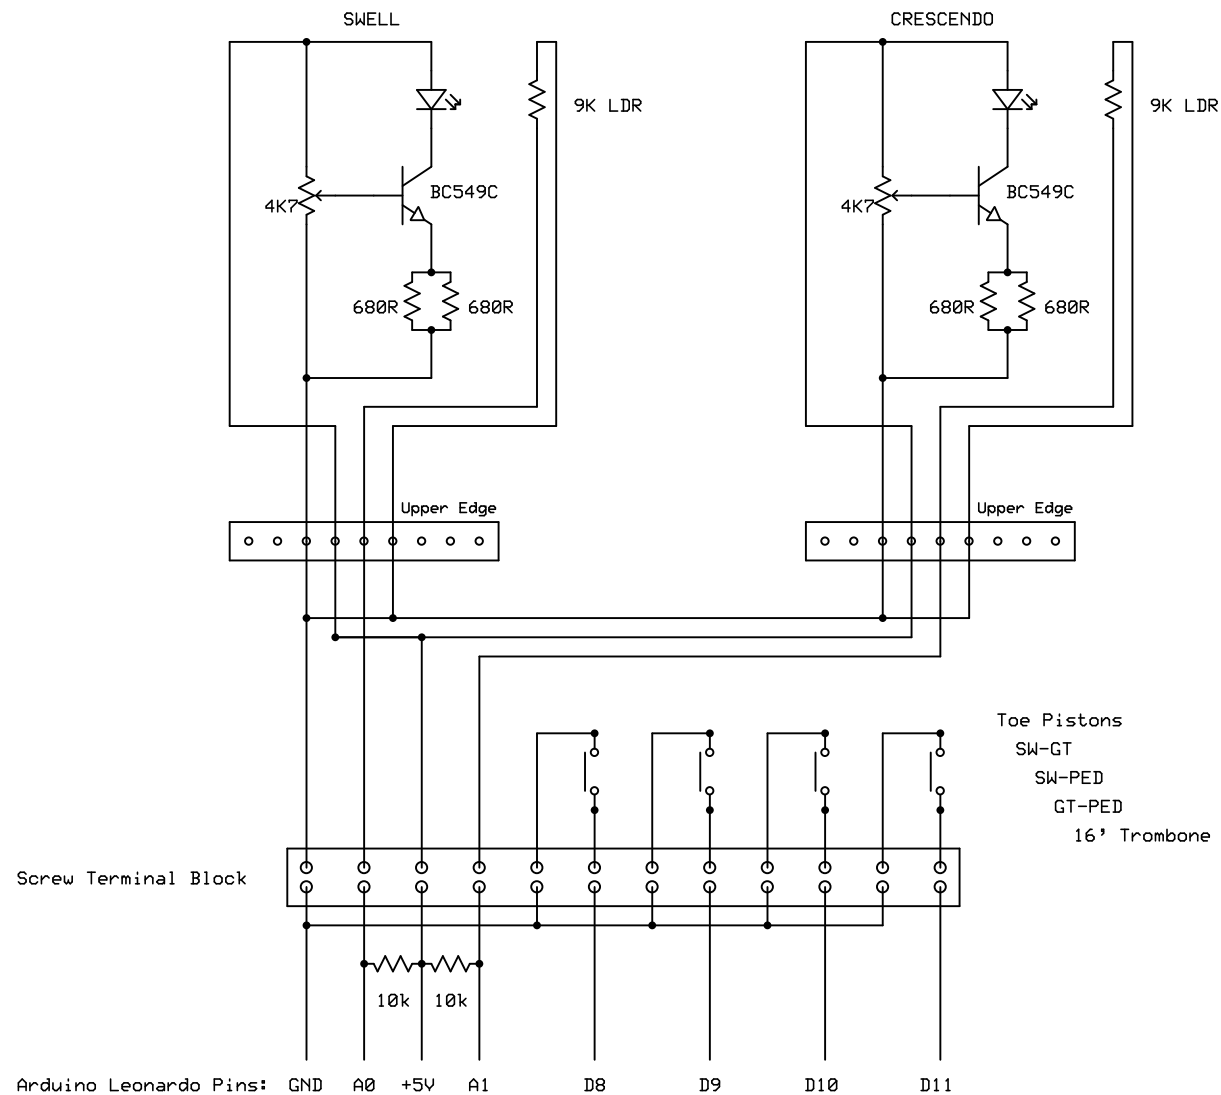 SWELL
CRESCENDO
9K LDR
9K LDR
BC549C
BC549C
4K7
4K7
680R
680R
680R
680R
Upper Edge
Upper Edge
Toe Pistons
SW-GT
SW-PED
GT-PED
16' Trombone
Screw Terminal Block
10k
10k
Arduino Leonardo Pins: GND A0 +5V A1 D8 D9 D10 D11